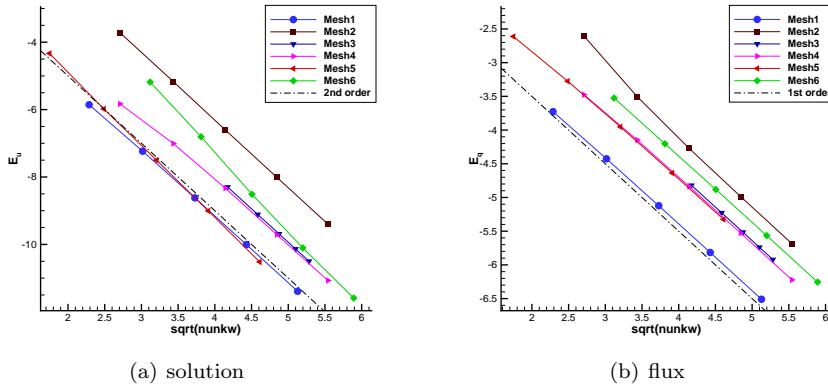 Mesh1
Mesh2
Mesh3
Mesh4
Mesh5
Mesh6
2nd order
-4
-6
-8
-10
E_u
2 2.5 3 3.5 4 4.5 5 5.5 6
sqrt(nunkw)
(a) solution
Mesh1
Mesh2
Mesh3
Mesh4
Mesh5
Mesh6
1st order
-2.5
-3
-3.5
-4
-4.5
-5
-5.5
-6
-6.5
E_q
2 2.5 3 3.5 4 4.5 5 5.5 6
sqrt(nunkw)
(b) flux